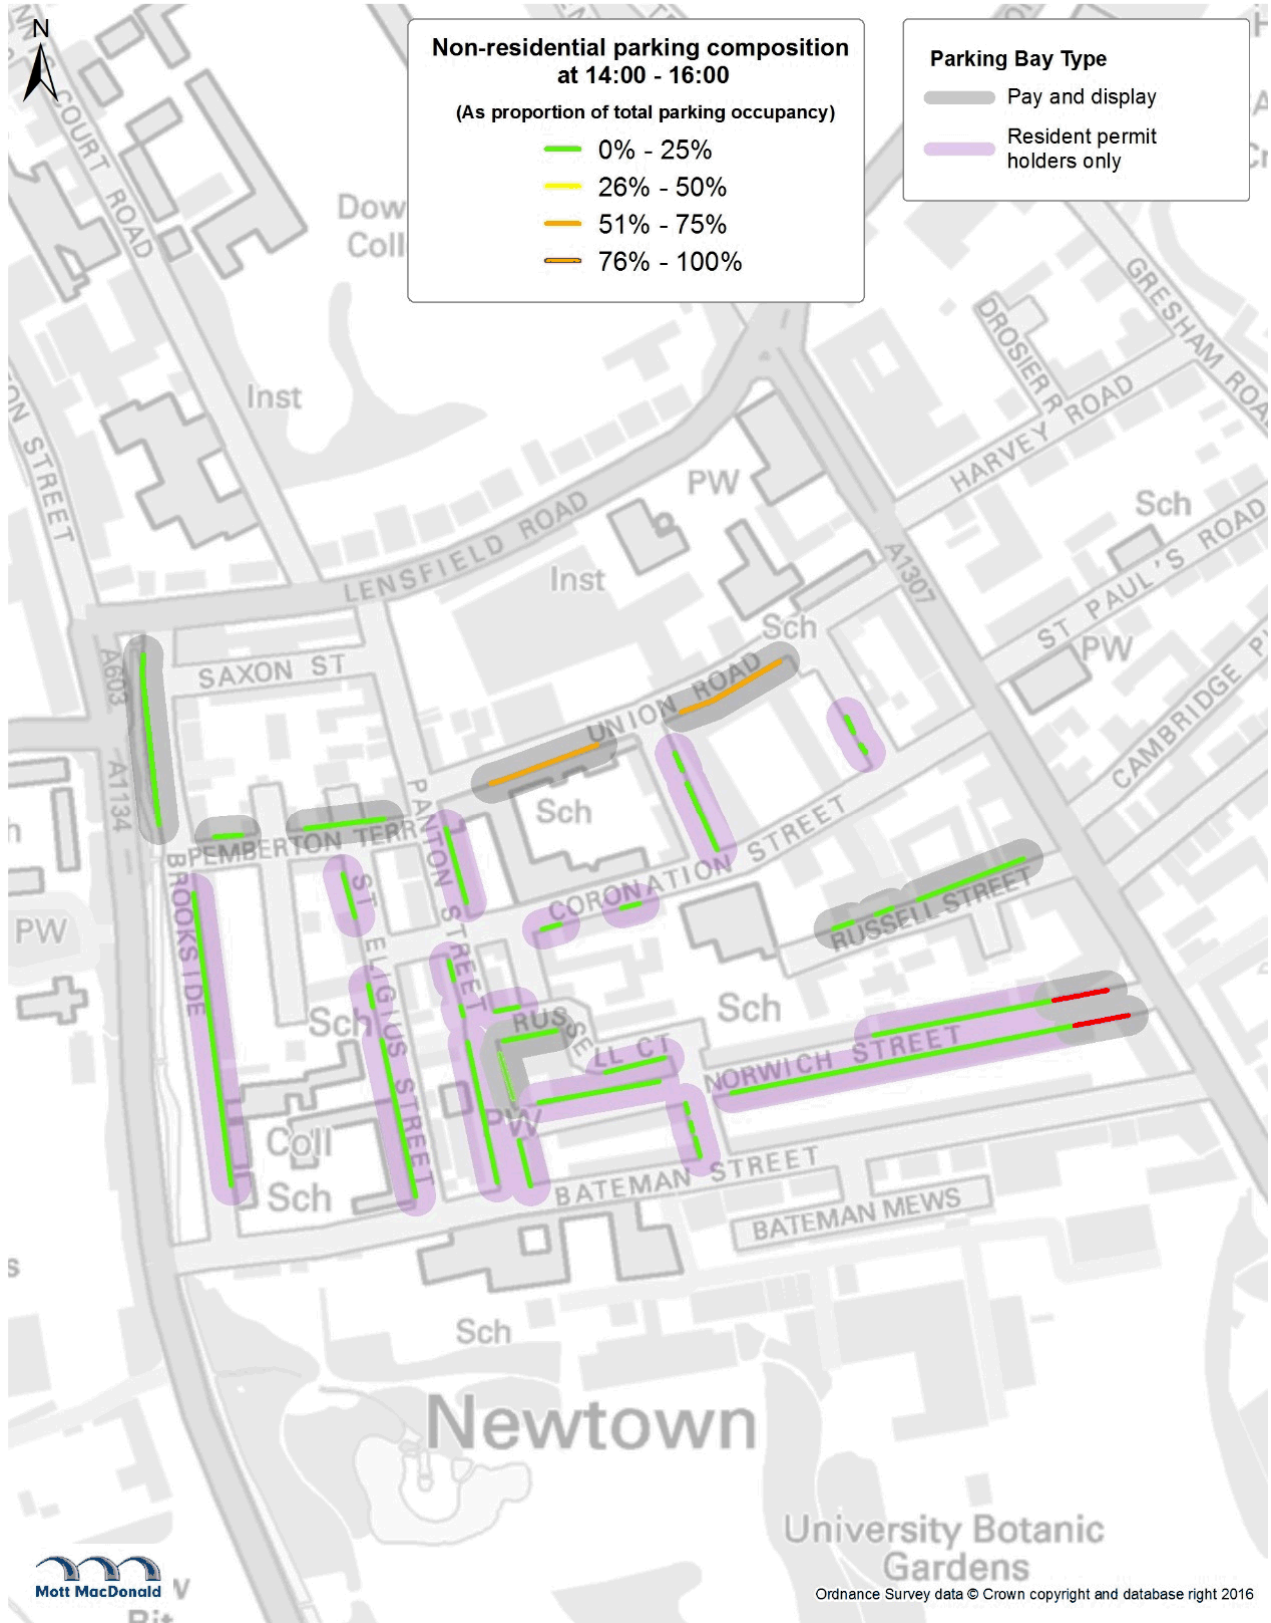 N
Non-residential parking composition
at 14:00 - 16:00
(As proportion of total parking occupancy)
0% - 25%
26% - 50%
51% - 75%
76% - 100%
Parking Bay Type
Pay and display
Resident permit
holders only
COURT ROAD
Dow
Coll
GRESHAM ROA
DROSIER R
HARVEY ROAD
Inst
ON STREET
PW
Sch
LENSFIELD ROAD
A1307
ST PAUL'S ROAD
Inst
Sch
PW
A603
SAXON ST
UNION ROAD
CAMBRIDGE P
A1134
PANTON STREET
Sch
PEMBERTON TERR
BROOKSIDE
ST ELIGIUS STREET
CORONATION STREET
PW
RUSSELL STREET
Sch
Sch
RUSSELL CT
NORWICH STREET
PW
Coll
Sch
BATEMAN STREET
BATEMAN MEWS
s
Sch
Newtown
University Botanic
Gardens
Mott MacDonald
Ordnance Survey data © Crown copyright and database right 2016